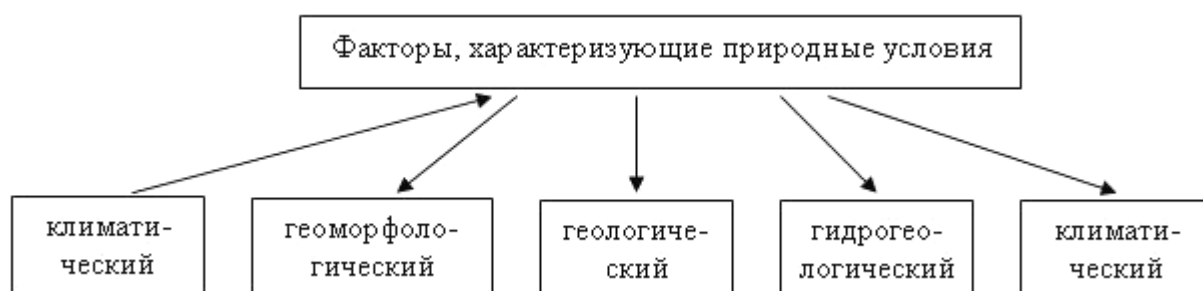 Факторы, характеризующие природные условия
климати-
ческий
геоморфоло-
гический
геологиче-
ский
гидрогео-
логический
климати-
ческий